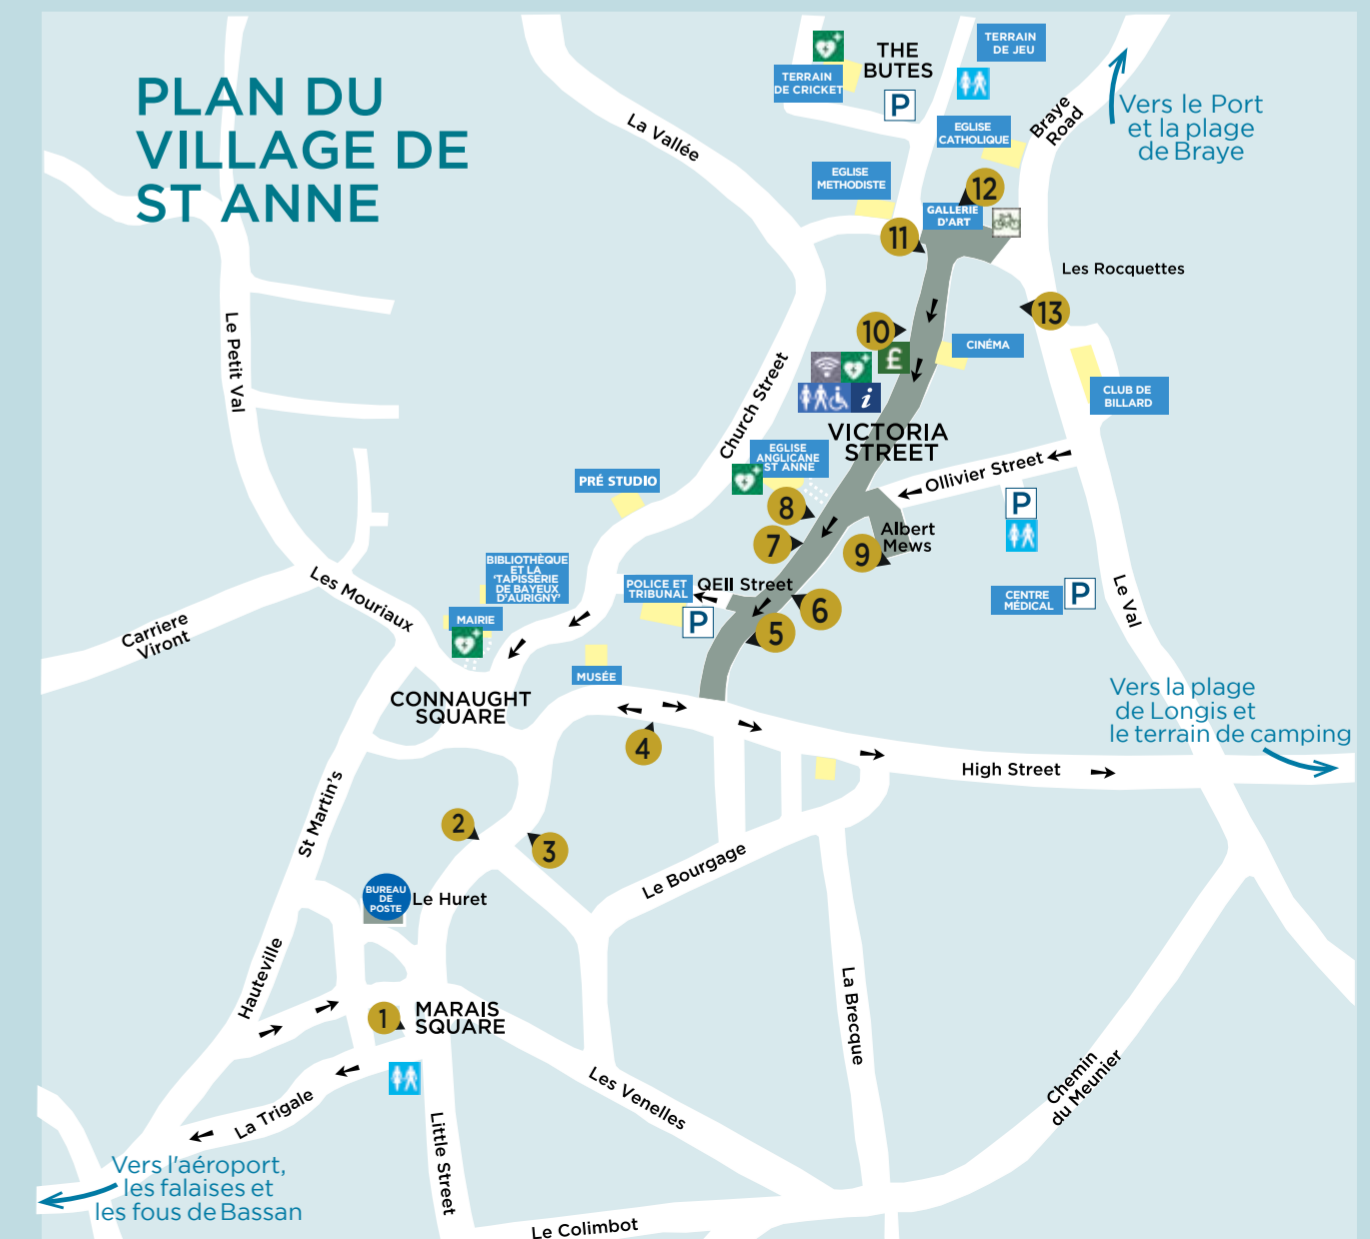 PLAN DU
VILLAGE DE
ST ANNE
THE
BUTES
TERRAIN
DE CRICKET
P
TERRAIN
DE JEU
EGLISE
CATHOLIQUE
Braye
Road
Vers le Port
et la plage
de Braye
La Vallée
EGLISE
METHODISTE
12
GALLERIE
D'ART
11
Les Rocquettes
13
10
£
CINÉMA
i
CLUB DE
BILLARD
Le Petit Val
Church Street
VICTORIA
STREET
EGLISE
ANGLICANE
ST ANNE
Ollivier Street
PRÉ STUDIO
P
8
7
Albert
Mews
9
BIBLIOTHÈQUE
ET LA
'TAPISSERIE
DE BAYEUX
D'AURIGNY'
POLICE ET
TRIBUNAL
QEII Street
P
6
5
CENTRE
MÉDICAL
P
Le Val
Les Mouriaux
MAIRIE
Carriere
Viront
MUSÉE
CONNAUGHT
SQUARE
Vers la plage
de Longis et
le terrain de camping
4
High Street
St Martin's
2
3
Le Bourgage
BUREAU
DE
POSTE
Le Huret
Hauteville
La Brecque
1
MARAIS
SQUARE
Les Venelles
Chemin
du Meunier
La Trigale
Little Street
Vers l'aéroport,
les falaises et
les fous de Bassan
Le Colimbot